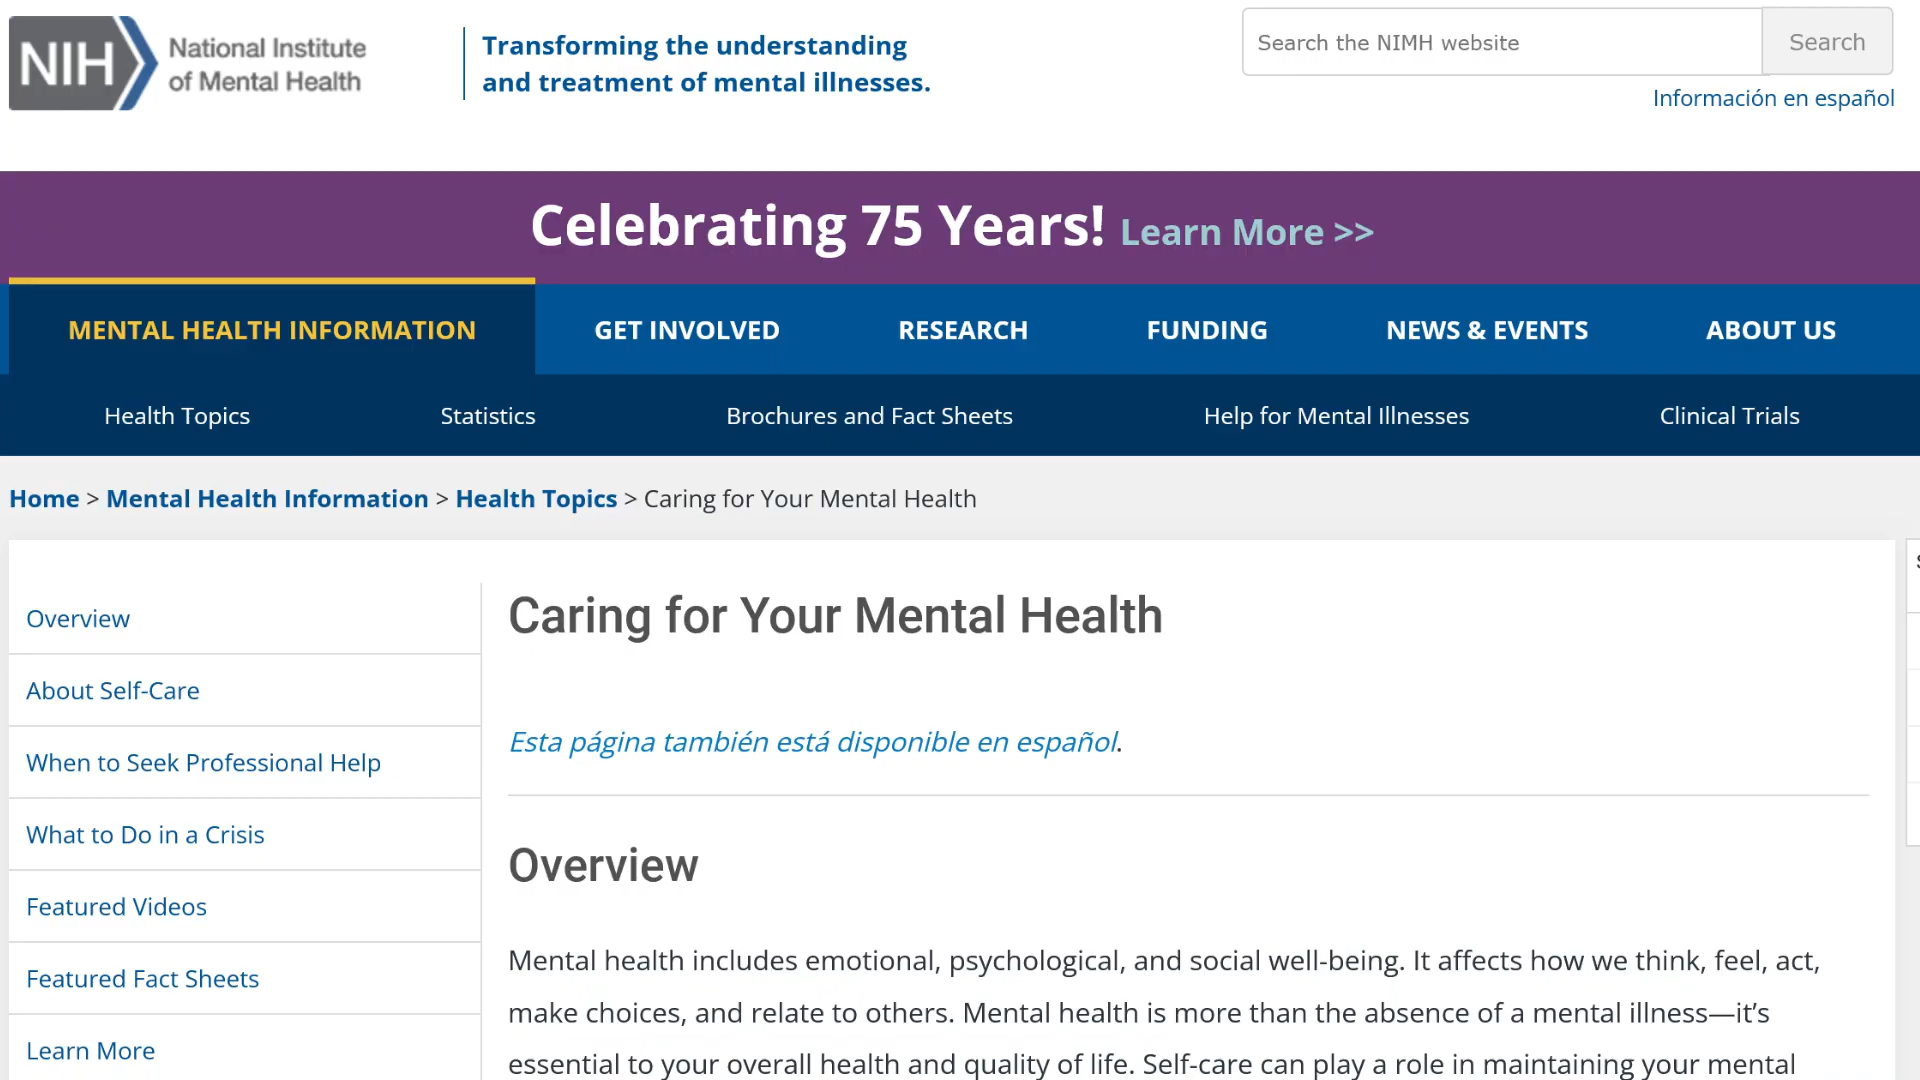 NIH National Institute
of Mental Health
Transforming the understanding
and treatment of mental illnesses.
Search the NIMH website
Search
Información en español
Celebrating 75 Years! Learn More >>
MENTAL HEALTH INFORMATION
GET INVOLVED
RESEARCH
FUNDING
NEWS & EVENTS
ABOUT US
Health Topics
Statistics
Brochures and Fact Sheets
Help for Mental Illnesses
Clinical Trials
Home > Mental Health Information > Health Topics > Caring for Your Mental Health
Overview
About Self-Care
When to Seek Professional Help
What to Do in a Crisis
Featured Videos
Featured Fact Sheets
Learn More
Caring for Your Mental Health
Esta página también está disponible en español.
Overview
Mental health includes emotional, psychological, and social well-being. It affects how we think, feel, act,
make choices, and relate to others. Mental health is more than the absence of a mental illness—it’s
essential to your overall health and quality of life. Self-care can play a role in maintaining your mental